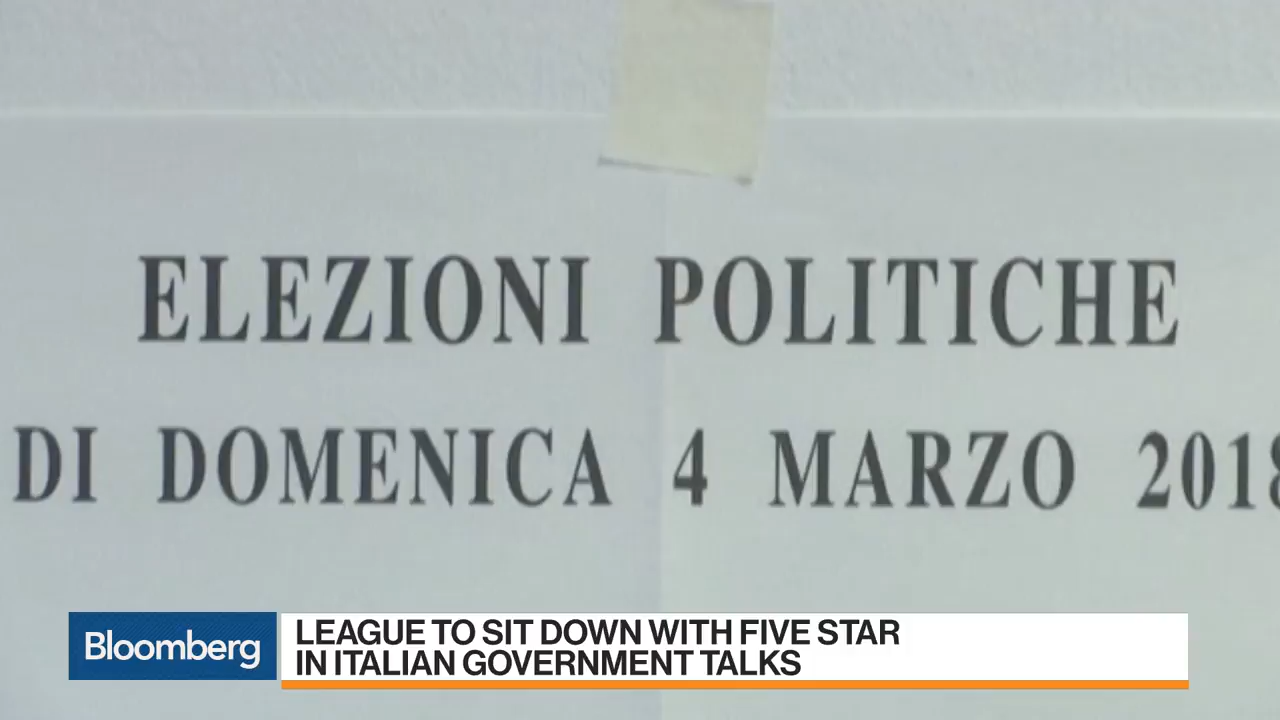 ELEZIONI POLITICHE
DI DOMENICA 4 MARZO 2018
Bloomberg
LEAGUE TO SIT DOWN WITH FIVE STAR
IN ITALIAN GOVERNMENT TALKS